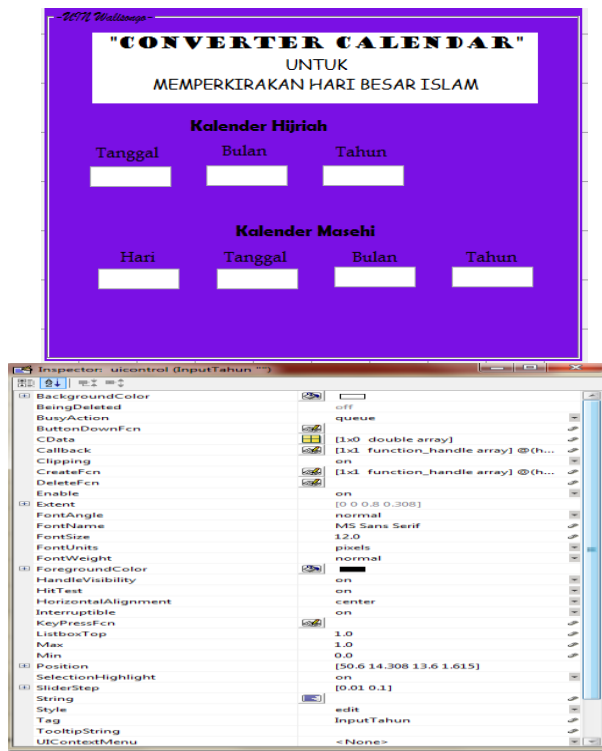 UIN Walisongo
"CONVERTER CALENDAR"
UNTUK
MEMPERKIRAKAN HARI BESAR ISLAM
Kalender Hijriah
Tanggal Bulan Tahun
Kalender Masehi
Hari Tanggal Bulan Tahun
Inspector: uicontrol (InputTahun "")
BackgroundColor
BeingDeleted off
BusyAction queue
ButtonDownFcn
CData [1x0 double array]
Callback [1x1 function_handle array] @(h...
Clipping on
CreateFcn [1x1 function_handle array] @(h...
DeleteFcn
Enable on
Extent [0 0 0.8 0.308]
FontAngle normal
FontName MS Sans Serif
FontSize 12.0
FontUnits pixels
FontWeight normal
ForegroundColor
HandleVisibility on
HitTest on
HorizontalAlignment center
Interruptible on
KeyPressFcn
ListboxTop 1.0
Max 1.0
Min 0.0
Position [50.6 14.308 13.6 1.615]
SelectionHighlight on
SliderStep [0.01 0.1]
String
Style edit
Tag InputTahun
TooltipString
UIContextMenu <None>